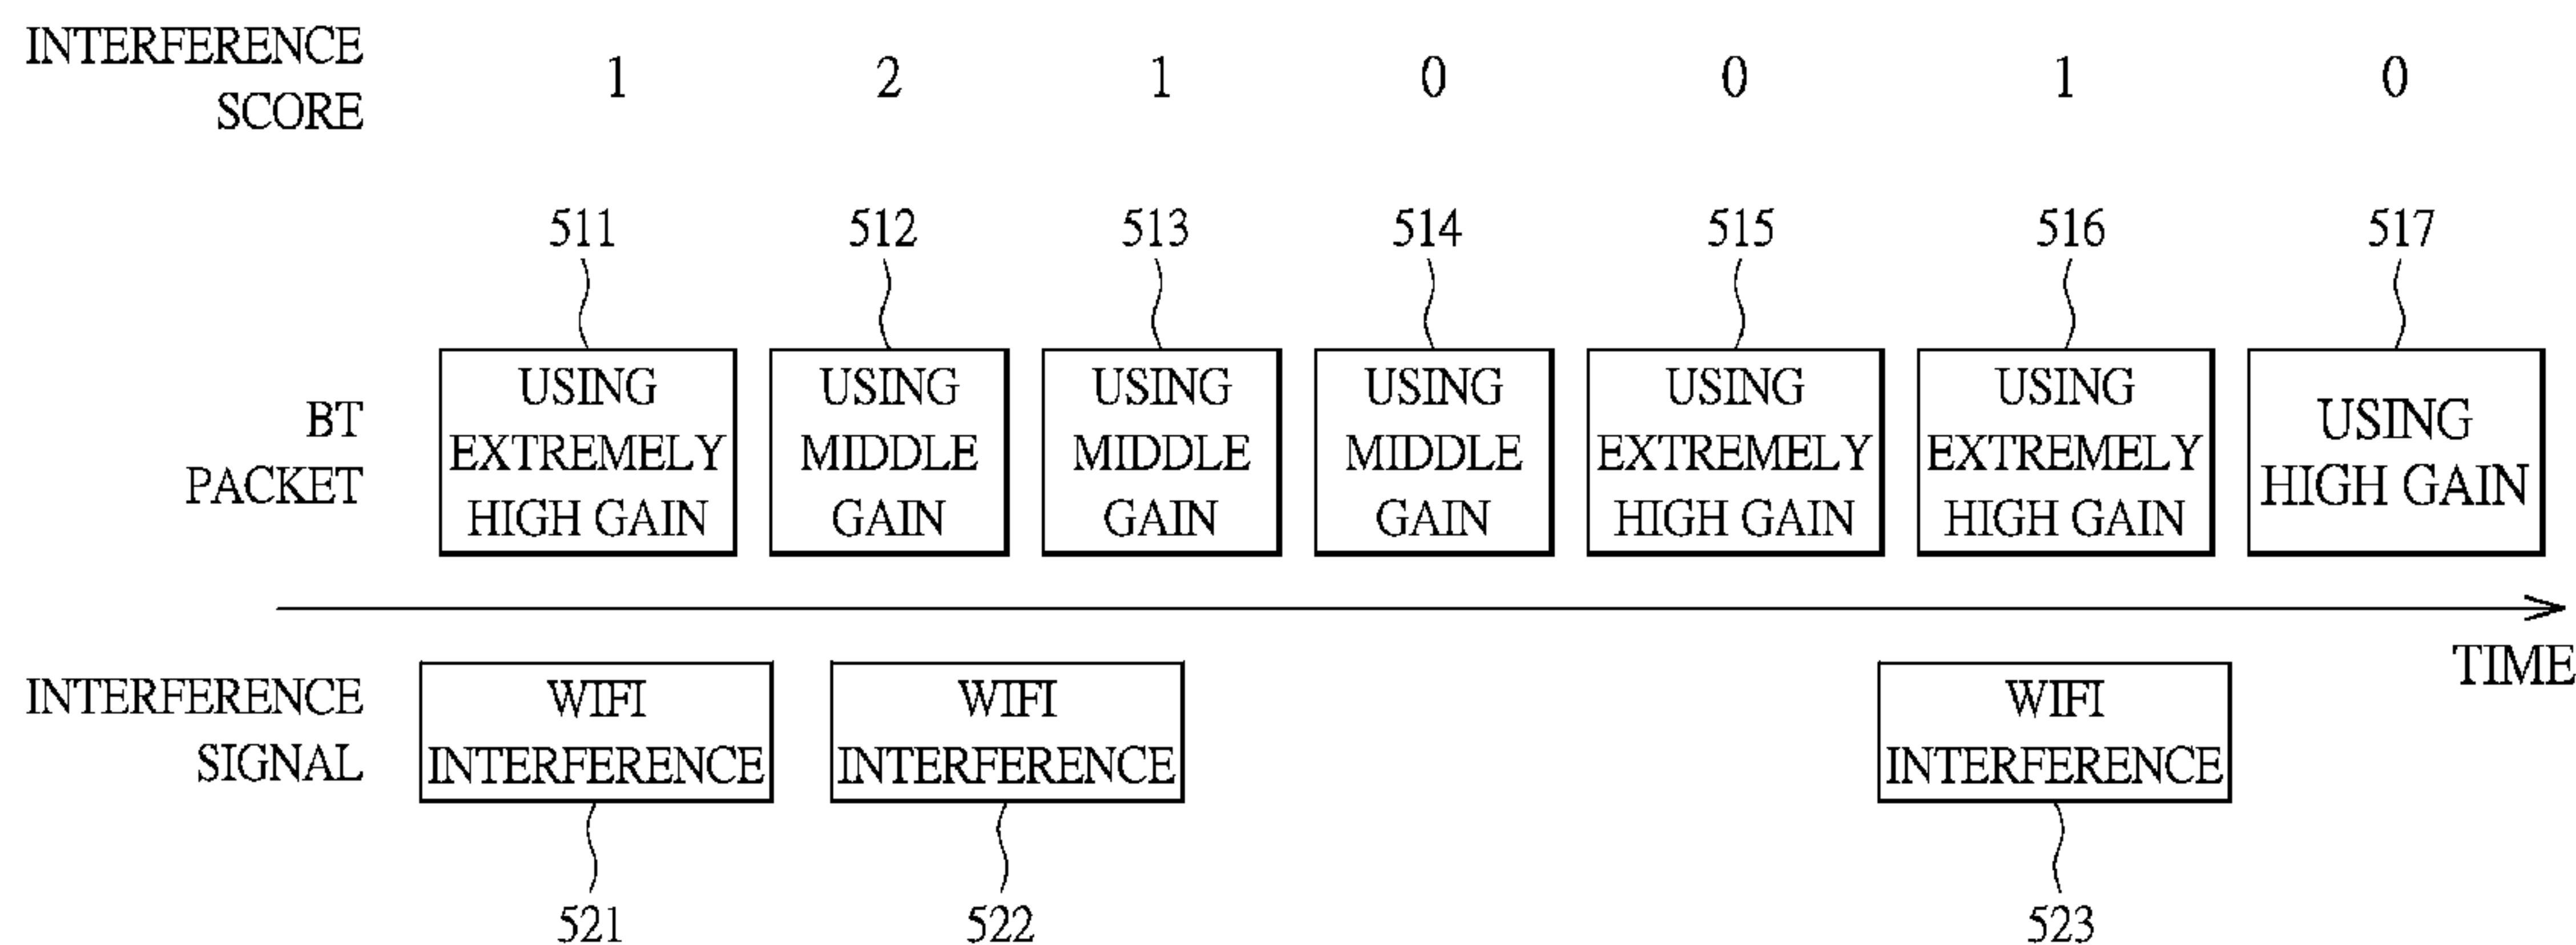 INTERFERENCE
SCORE
1 2 1 0 0 1 0
511 512 513 514 515 516 517
BT
PACKET
USING
EXTREMELY
HIGH GAIN
USING
MIDDLE
GAIN
USING
MIDDLE
GAIN
USING
MIDDLE
GAIN
USING
EXTREMELY
HIGH GAIN
USING
EXTREMELY
HIGH GAIN
USING
HIGH GAIN
TIME
INTERFERENCE
SIGNAL
WIFI
INTERFERENCE
WIFI
INTERFERENCE
WIFI
INTERFERENCE
521 522 523